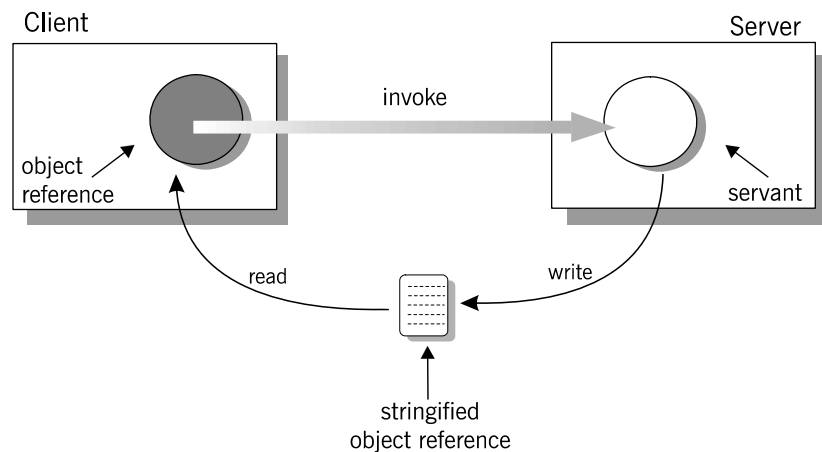 Client
Server
invoke
object
reference
servant
read
write
stringified
object reference